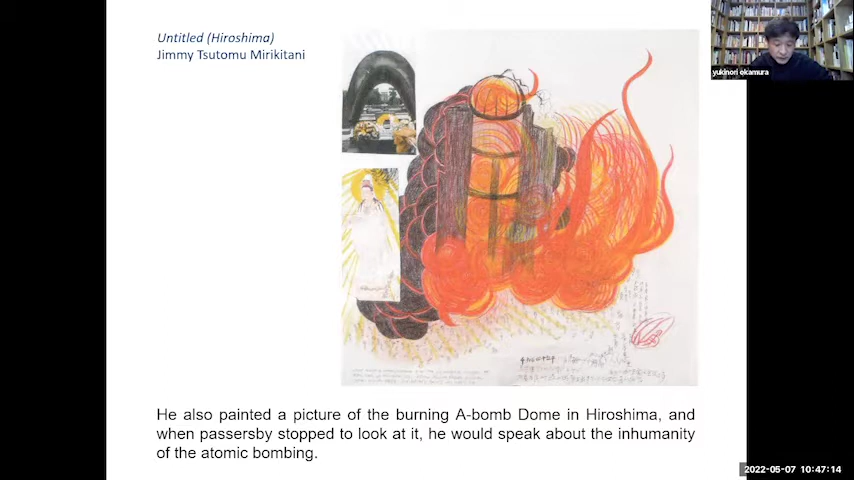 Untitled (Hiroshima)
Jimmy Tsutomu Mirikitani
yukinori okamura
He also painted a picture of the burning A-bomb Dome in Hiroshima, and
when passersby stopped to look at it, he would speak about the inhumanity
of the atomic bombing.
2022-05-07 10:47:14